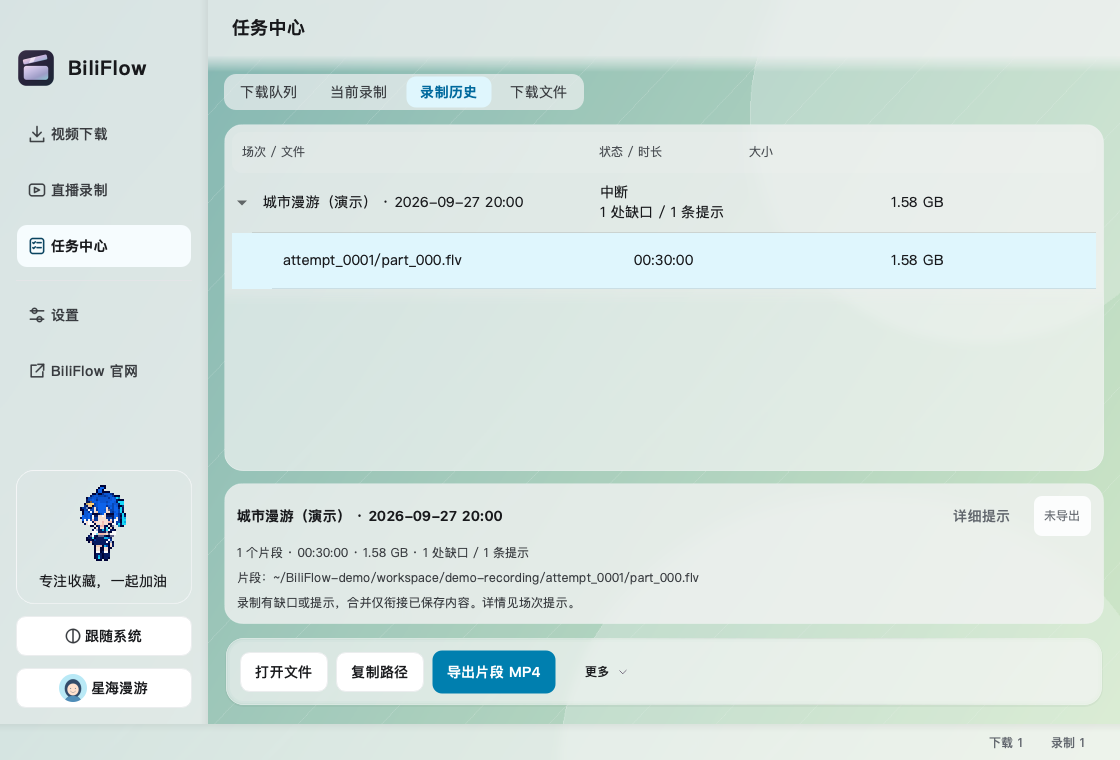 任务中心
BiliFlow
视频下载
直播录制
任务中心
设置
BiliFlow 官网
专注收藏，一起加油
跟随系统
星海漫游
下载队列 当前录制 录制历史 下载文件
场次 / 文件 状态 / 时长 大小
城市漫游（演示） · 2026-09-27 20:00 中断 1.58 GB
1 处缺口 / 1 条提示
attempt_0001/part_000.flv 00:30:00 1.58 GB
城市漫游（演示） · 2026-09-27 20:00 详细提示 未导出
1 个片段 · 00:30:00 · 1.58 GB · 1 处缺口 / 1 条提示
片段：~/BiliFlow-demo/workspace/demo-recording/attempt_0001/part_000.flv
录制有缺口或提示，合并仅衔接已保存内容。详情见场次提示。
打开文件 复制路径 导出片段 MP4 更多
下载 1 录制 1